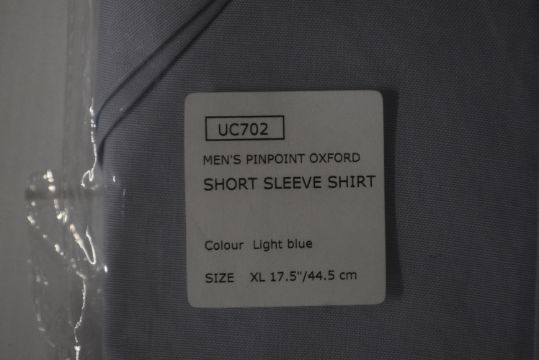 UC702
MEN'S PINPOINT OXFORD
SHORT SLEEVE SHIRT
Colour Light blue
SIZE XL 17.5"/44.5 cm